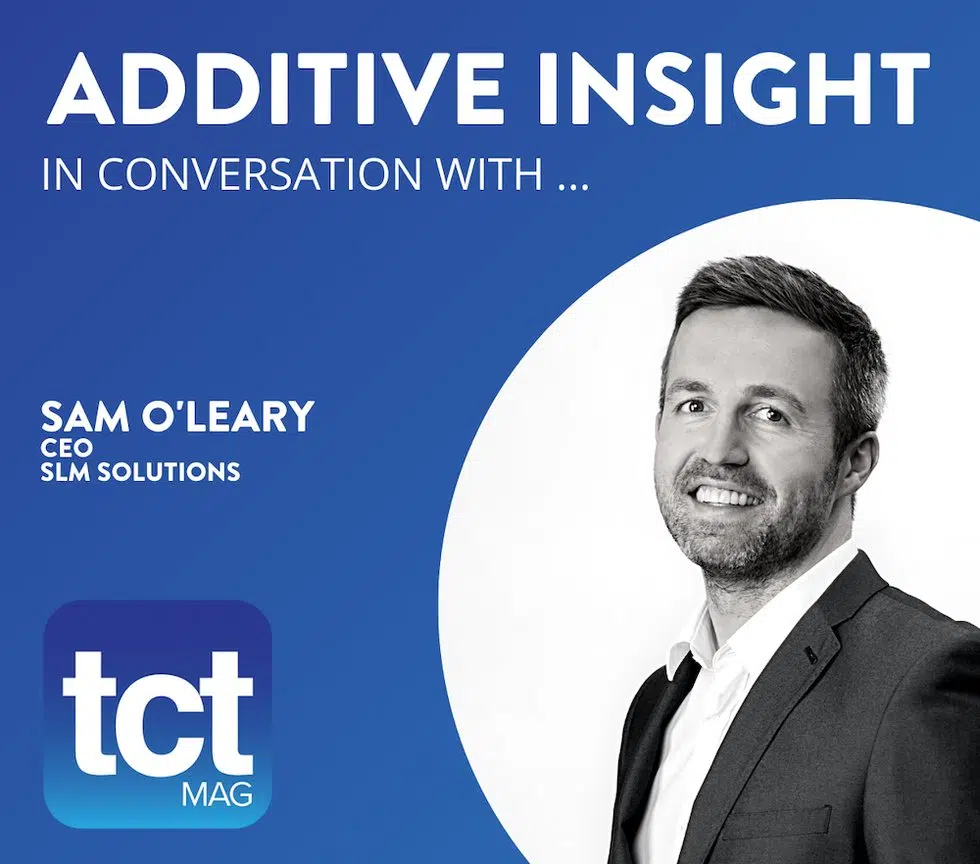 ADDITIVE INSIGHT
IN CONVERSATION WITH ...
SAM O'LEARY
CEO
SLM SOLUTIONS
tct
MAG